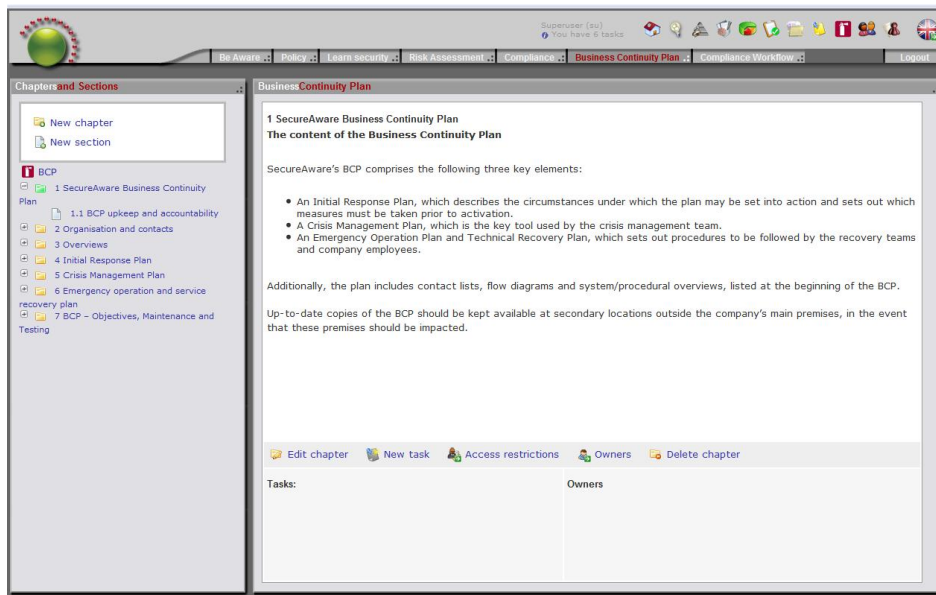 Superuser (su)
You have 6 tasks
Be Aware .: Policy .: Learn security .: Risk Assessment .: Compliance .: Business Continuity Plan .: Compliance Workflow .: Logout
Chapters and Sections .:
New chapter
New section
BCP
1 SecureAware Business Continuity
Plan
1.1 BCP upkeep and accountability
2 Organisation and contacts
3 Overviews
4 Initial Response Plan
5 Crisis Management Plan
6 Emergency operation and service
recovery plan
7 BCP – Objectives, Maintenance and
Testing
Business Continuity Plan
1 SecureAware Business Continuity Plan
The content of the Business Continuity Plan
SecureAware's BCP comprises the following three key elements:
• An Initial Response Plan, which describes the circumstances under which the plan may be set into action and sets out which
measures must be taken prior to activation.
• A Crisis Management Plan, which is the key tool used by the crisis management team.
• An Emergency Operation Plan and Technical Recovery Plan, which sets out procedures to be followed by the recovery teams
and company employees.
Additionally, the plan includes contact lists, flow diagrams and system/procedural overviews, listed at the beginning of the BCP.
Up-to-date copies of the BCP should be kept available at secondary locations outside the company's main premises, in the event
that these premises should be impacted.
Edit chapter New task Access restrictions Owners Delete chapter
Tasks: Owners